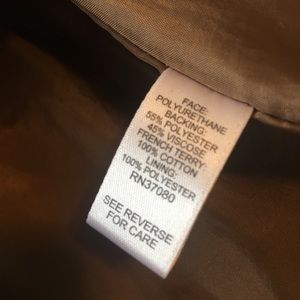 FACE:
POLYURETHANE
BACKING:
55% POLYESTER
45% VISCOSE
FRENCH TERRY:
100% COTTON
LINING:
100% POLYESTER
RN37080
SEE REVERSE
FOR CARE